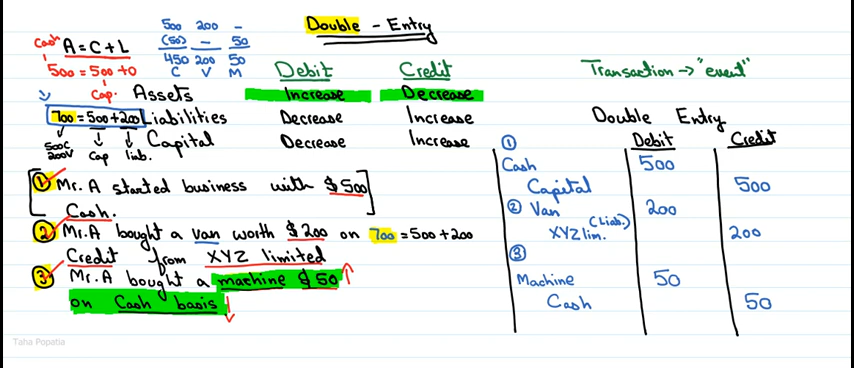 Double - Entry
500 200 -
(50) - 50
450 200 50
C V M
Cash
A = C + L
500 = 500 + 0
Cap.
Debit Credit
Assets Increase Decrease
Liabilities Decrease Increase
Capital Decrease Increase
700 = 500 + 200
500C
200V
Cap liab.
① Mr. A started business with $500
Cash.
② Mr. A bought a van worth $200 on 700 = 500 + 200
Credit from XYZ limited
③ Mr. A bought a machine $50
on Cash basis
Transaction → "event"
Double Entry
Debit Credit
①
Cash 500
Capital 500
② Van 200
(Liab.)
XYZ lim. 200
③
Machine 50
Cash 50
Taha Popatia